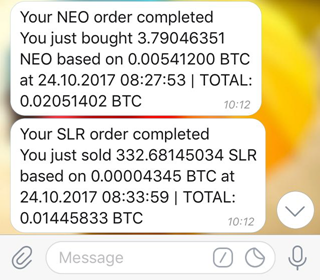 Your NEO order completed
You just bought 3.79046351
NEO based on 0.00541200 BTC
at 24.10.2017 08:27:53 | TOTAL:
0.02051402 BTC
10:12
Your SLR order completed
You just sold 332.68145034 SLR
based on 0.00004345 BTC at
24.10.2017 08:33:59 | TOTAL:
0.01445833 BTC
10:12
Message